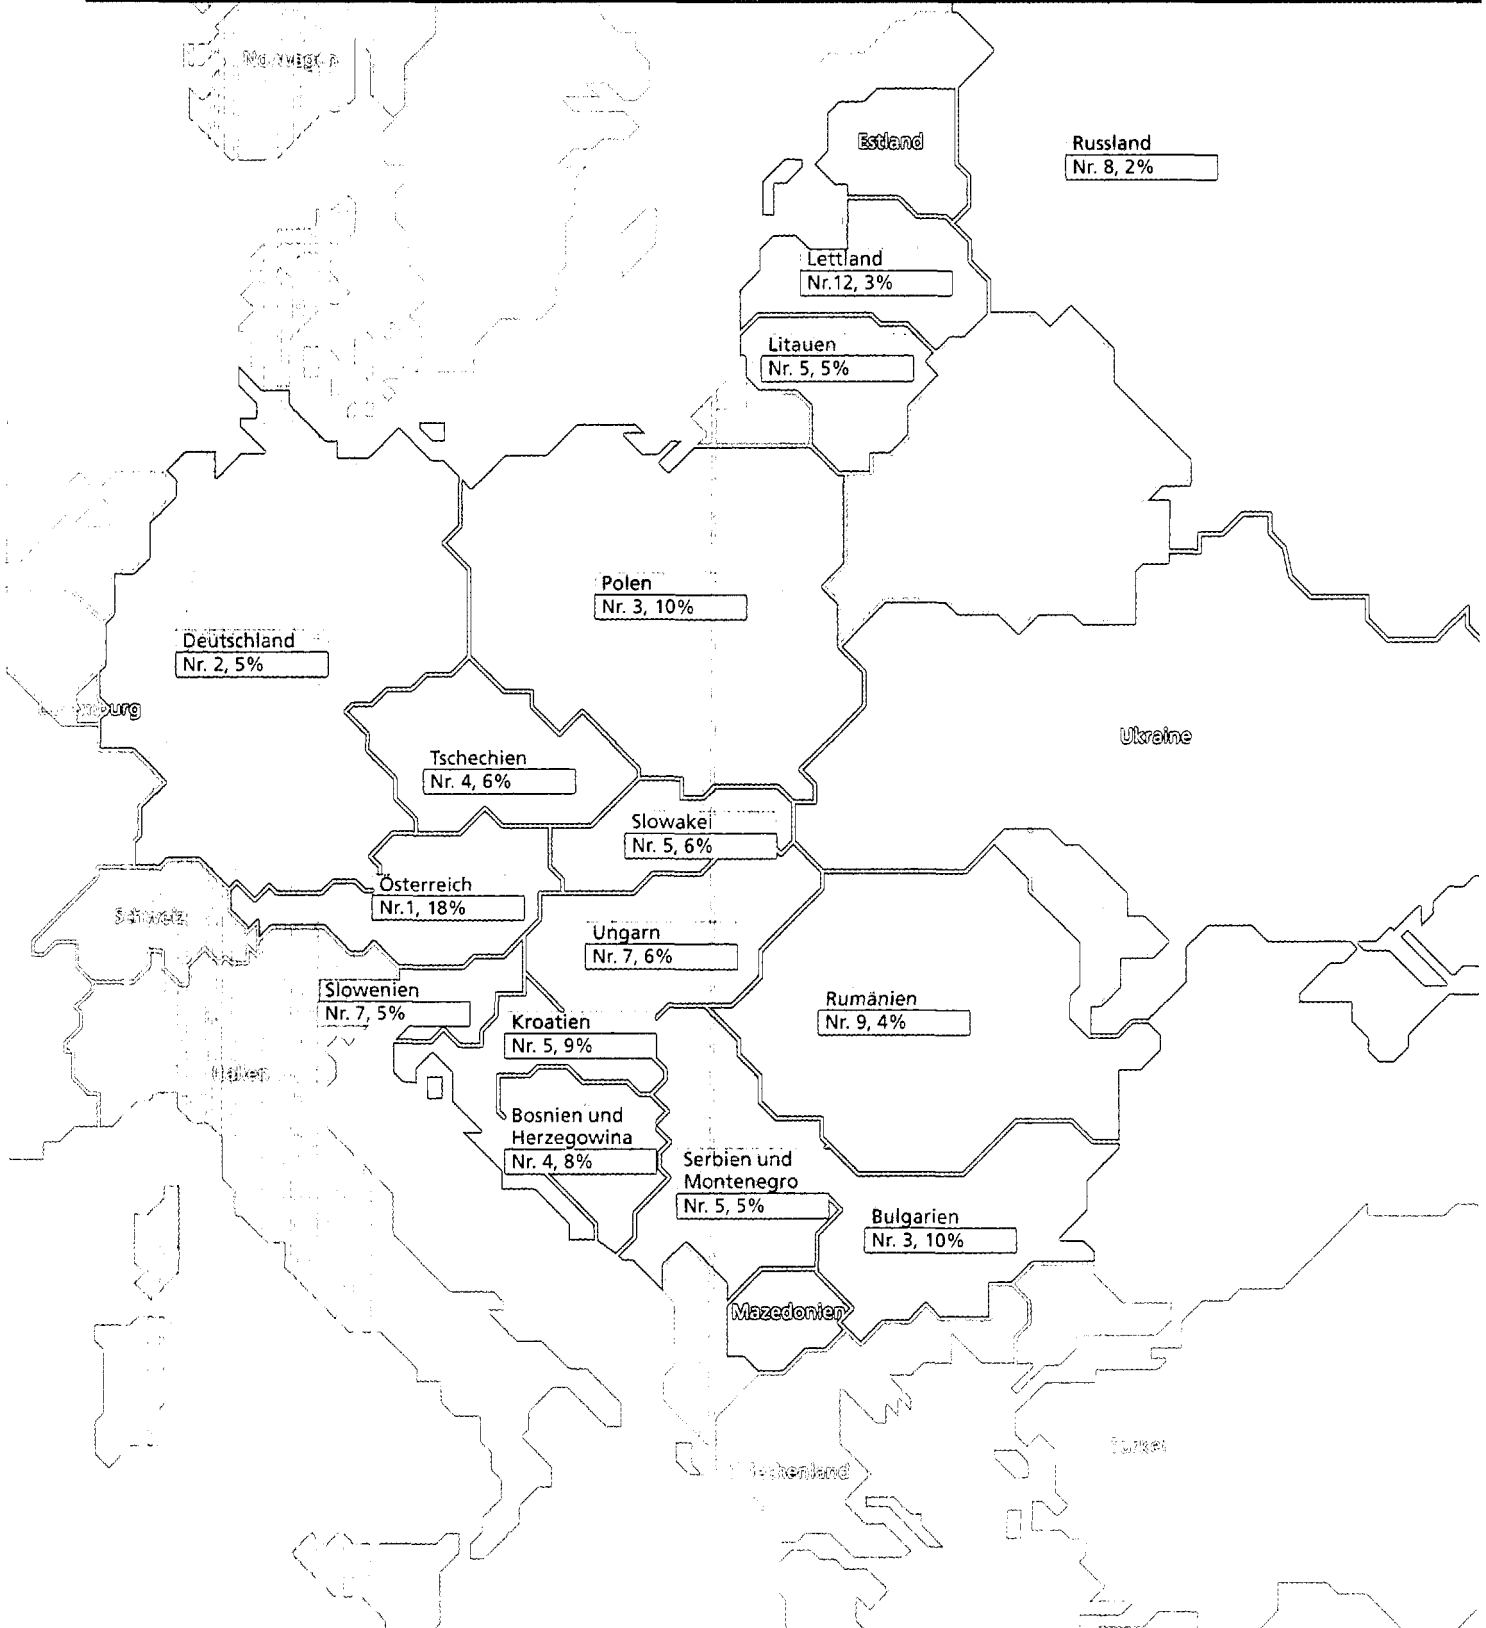 Estland
Russland
Nr. 8, 2%
Lettland
Nr.12, 3%
Litauen
Nr. 5, 5%
Polen
Nr. 3, 10%
Deutschland
Nr. 2, 5%
Ukraine
Tschechien
Nr. 4, 6%
Slowakei
Nr. 5, 6%
Österreich
Nr.1, 18%
Schweiz
Ungarn
Nr. 7, 6%
Slowenien
Nr. 7, 5%
Rumänien
Nr. 9, 4%
Kroatien
Nr. 5, 9%
Bosnien und
Herzegowina
Nr. 4, 8%
Serbien und
Montenegro
Nr. 5, 5%
Bulgarien
Nr. 3, 10%
Mazedonien